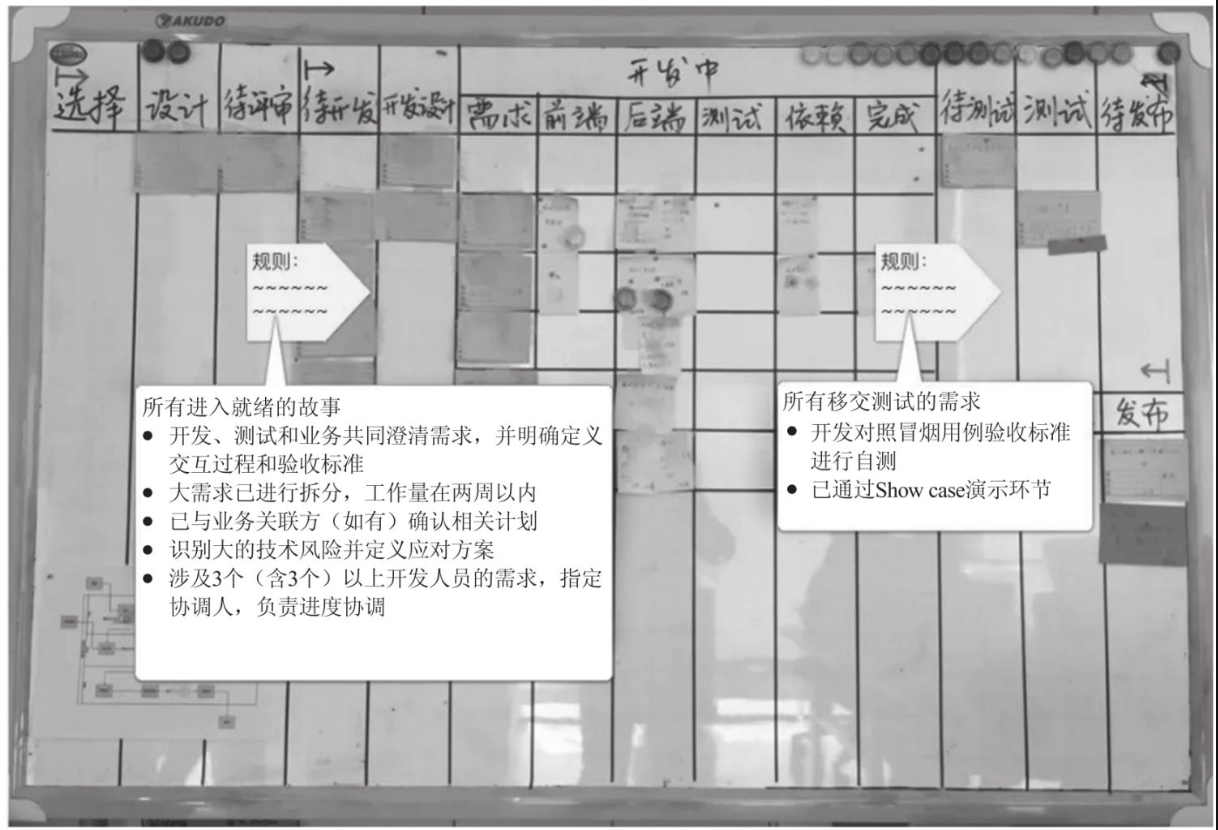 AKUDO
开发中
选择 设计 待评审 待开发 开发设计 需求 前端 后端 测试 依赖 完成 待测试 测试 待发布
规则：
~~~~~~
~~~~~~
规则：
~~~~~~
~~~~~~
所有进入就绪的故事
● 开发、测试和业务共同澄清需求，并明确定义
交互过程和验收标准
● 大需求已进行拆分，工作量在两周以内
● 已与业务关联方（如有）确认相关计划
● 识别大的技术风险并定义应对方案
● 涉及3个（含3个）以上开发人员的需求，指定
协调人，负责进度协调
所有移交测试的需求
● 开发对照冒烟用例验收标准
进行自测
● 已通过Show case演示环节
发布